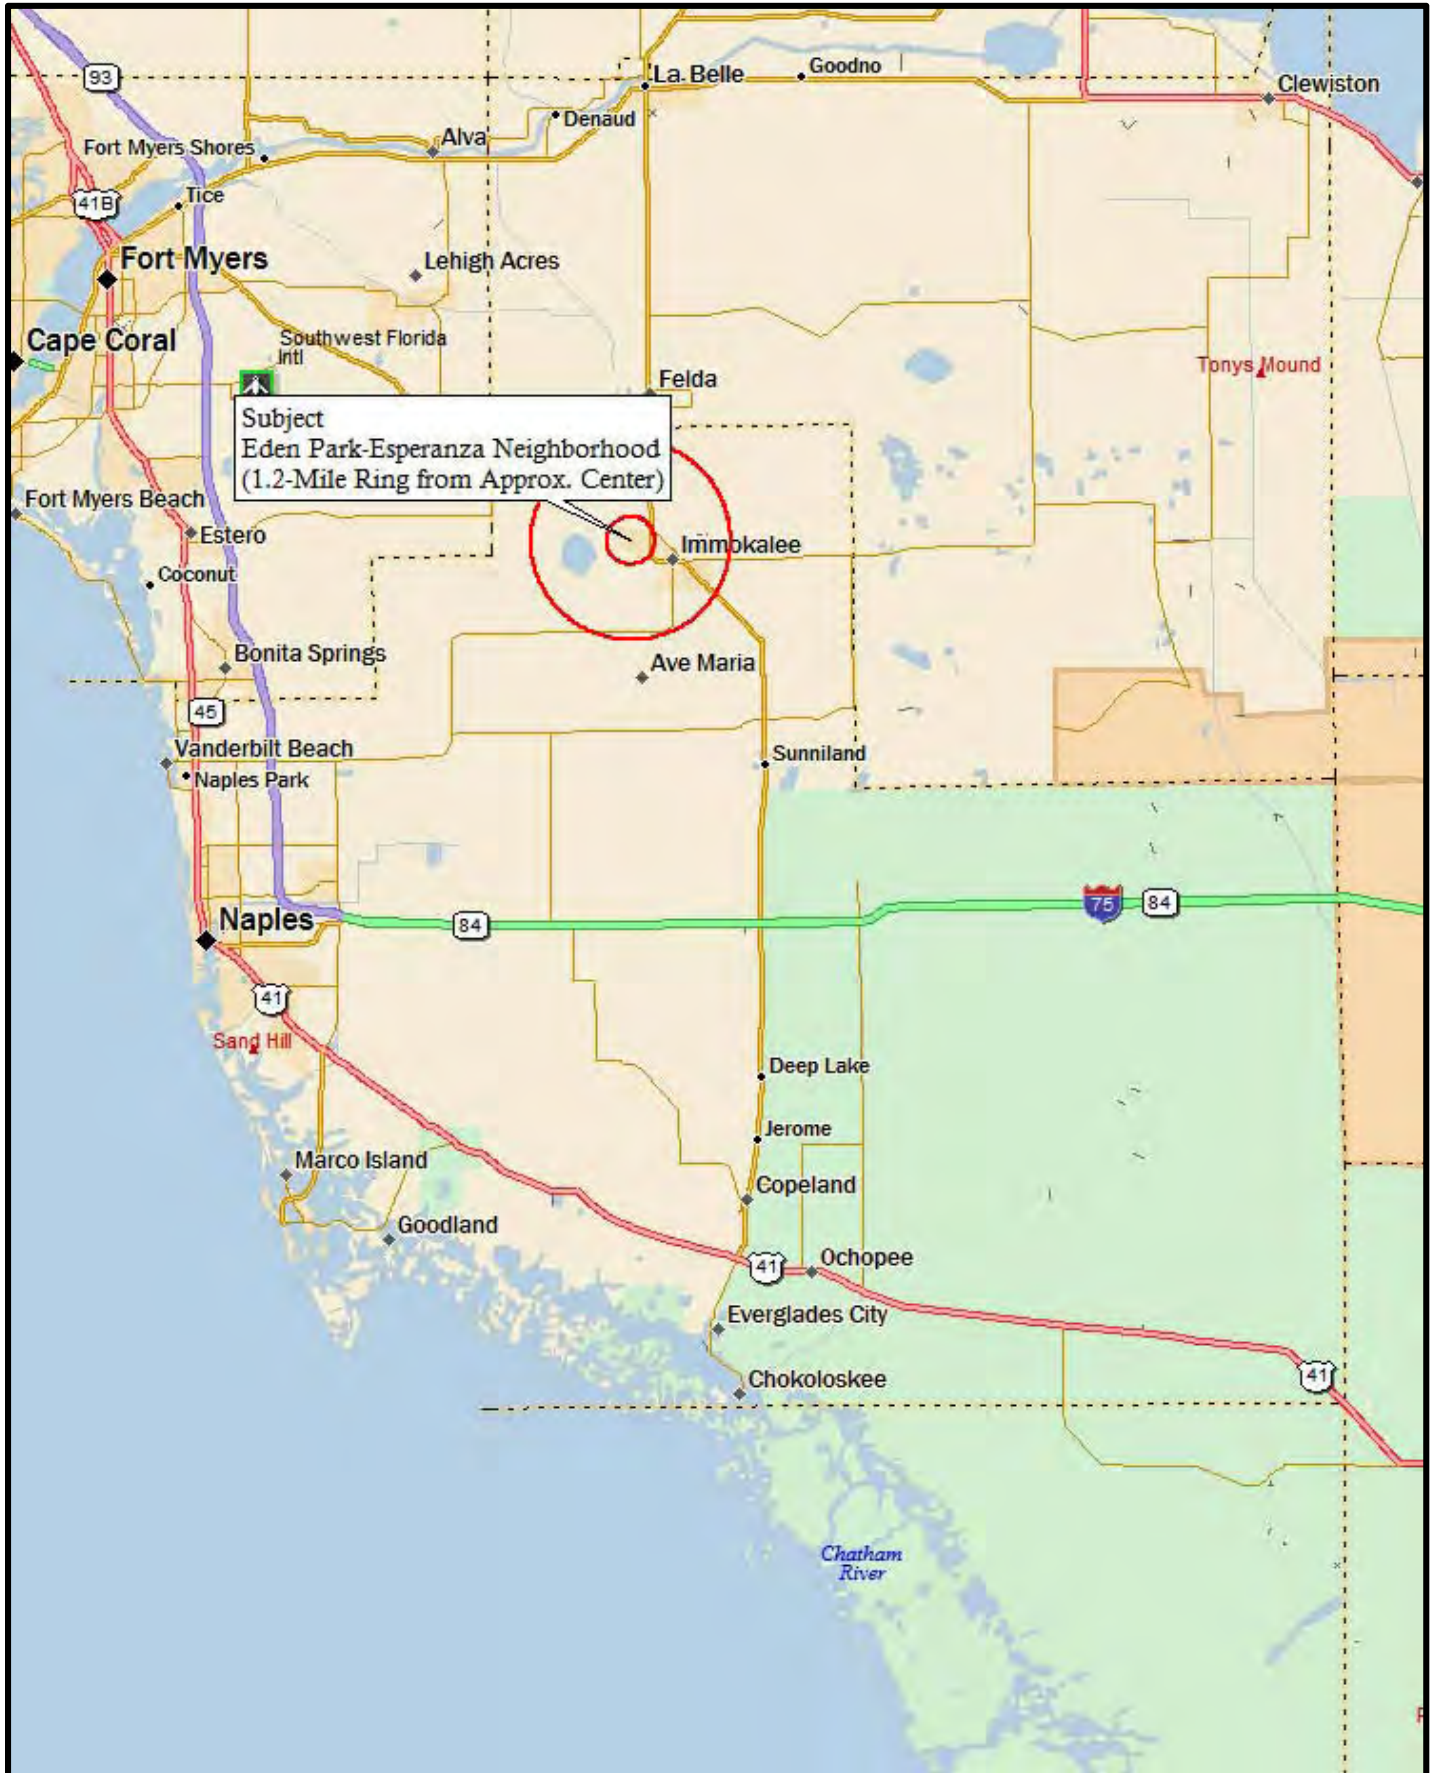 93
La Belle
Goodno
Clewiston
Denaud
Alva
Fort Myers Shores
Tice
41B
Fort Myers
Lehigh Acres
Cape Coral
Southwest Florida
Intl
Tonys Mound
Felda
Subject
Eden Park-Esperanza Neighborhood
(1.2-Mile Ring from Approx. Center)
Fort Myers Beach
Estero
Immokalee
Coconut
Bonita Springs
Ave Maria
45
Vanderbilt Beach
Naples Park
Sunniland
75
84
Naples
84
41
Sand Hill
Deep Lake
Jerome
Marco Island
Copeland
Goodland
41
Ochopee
Everglades City
41
Chokoloskee
Chatham
River